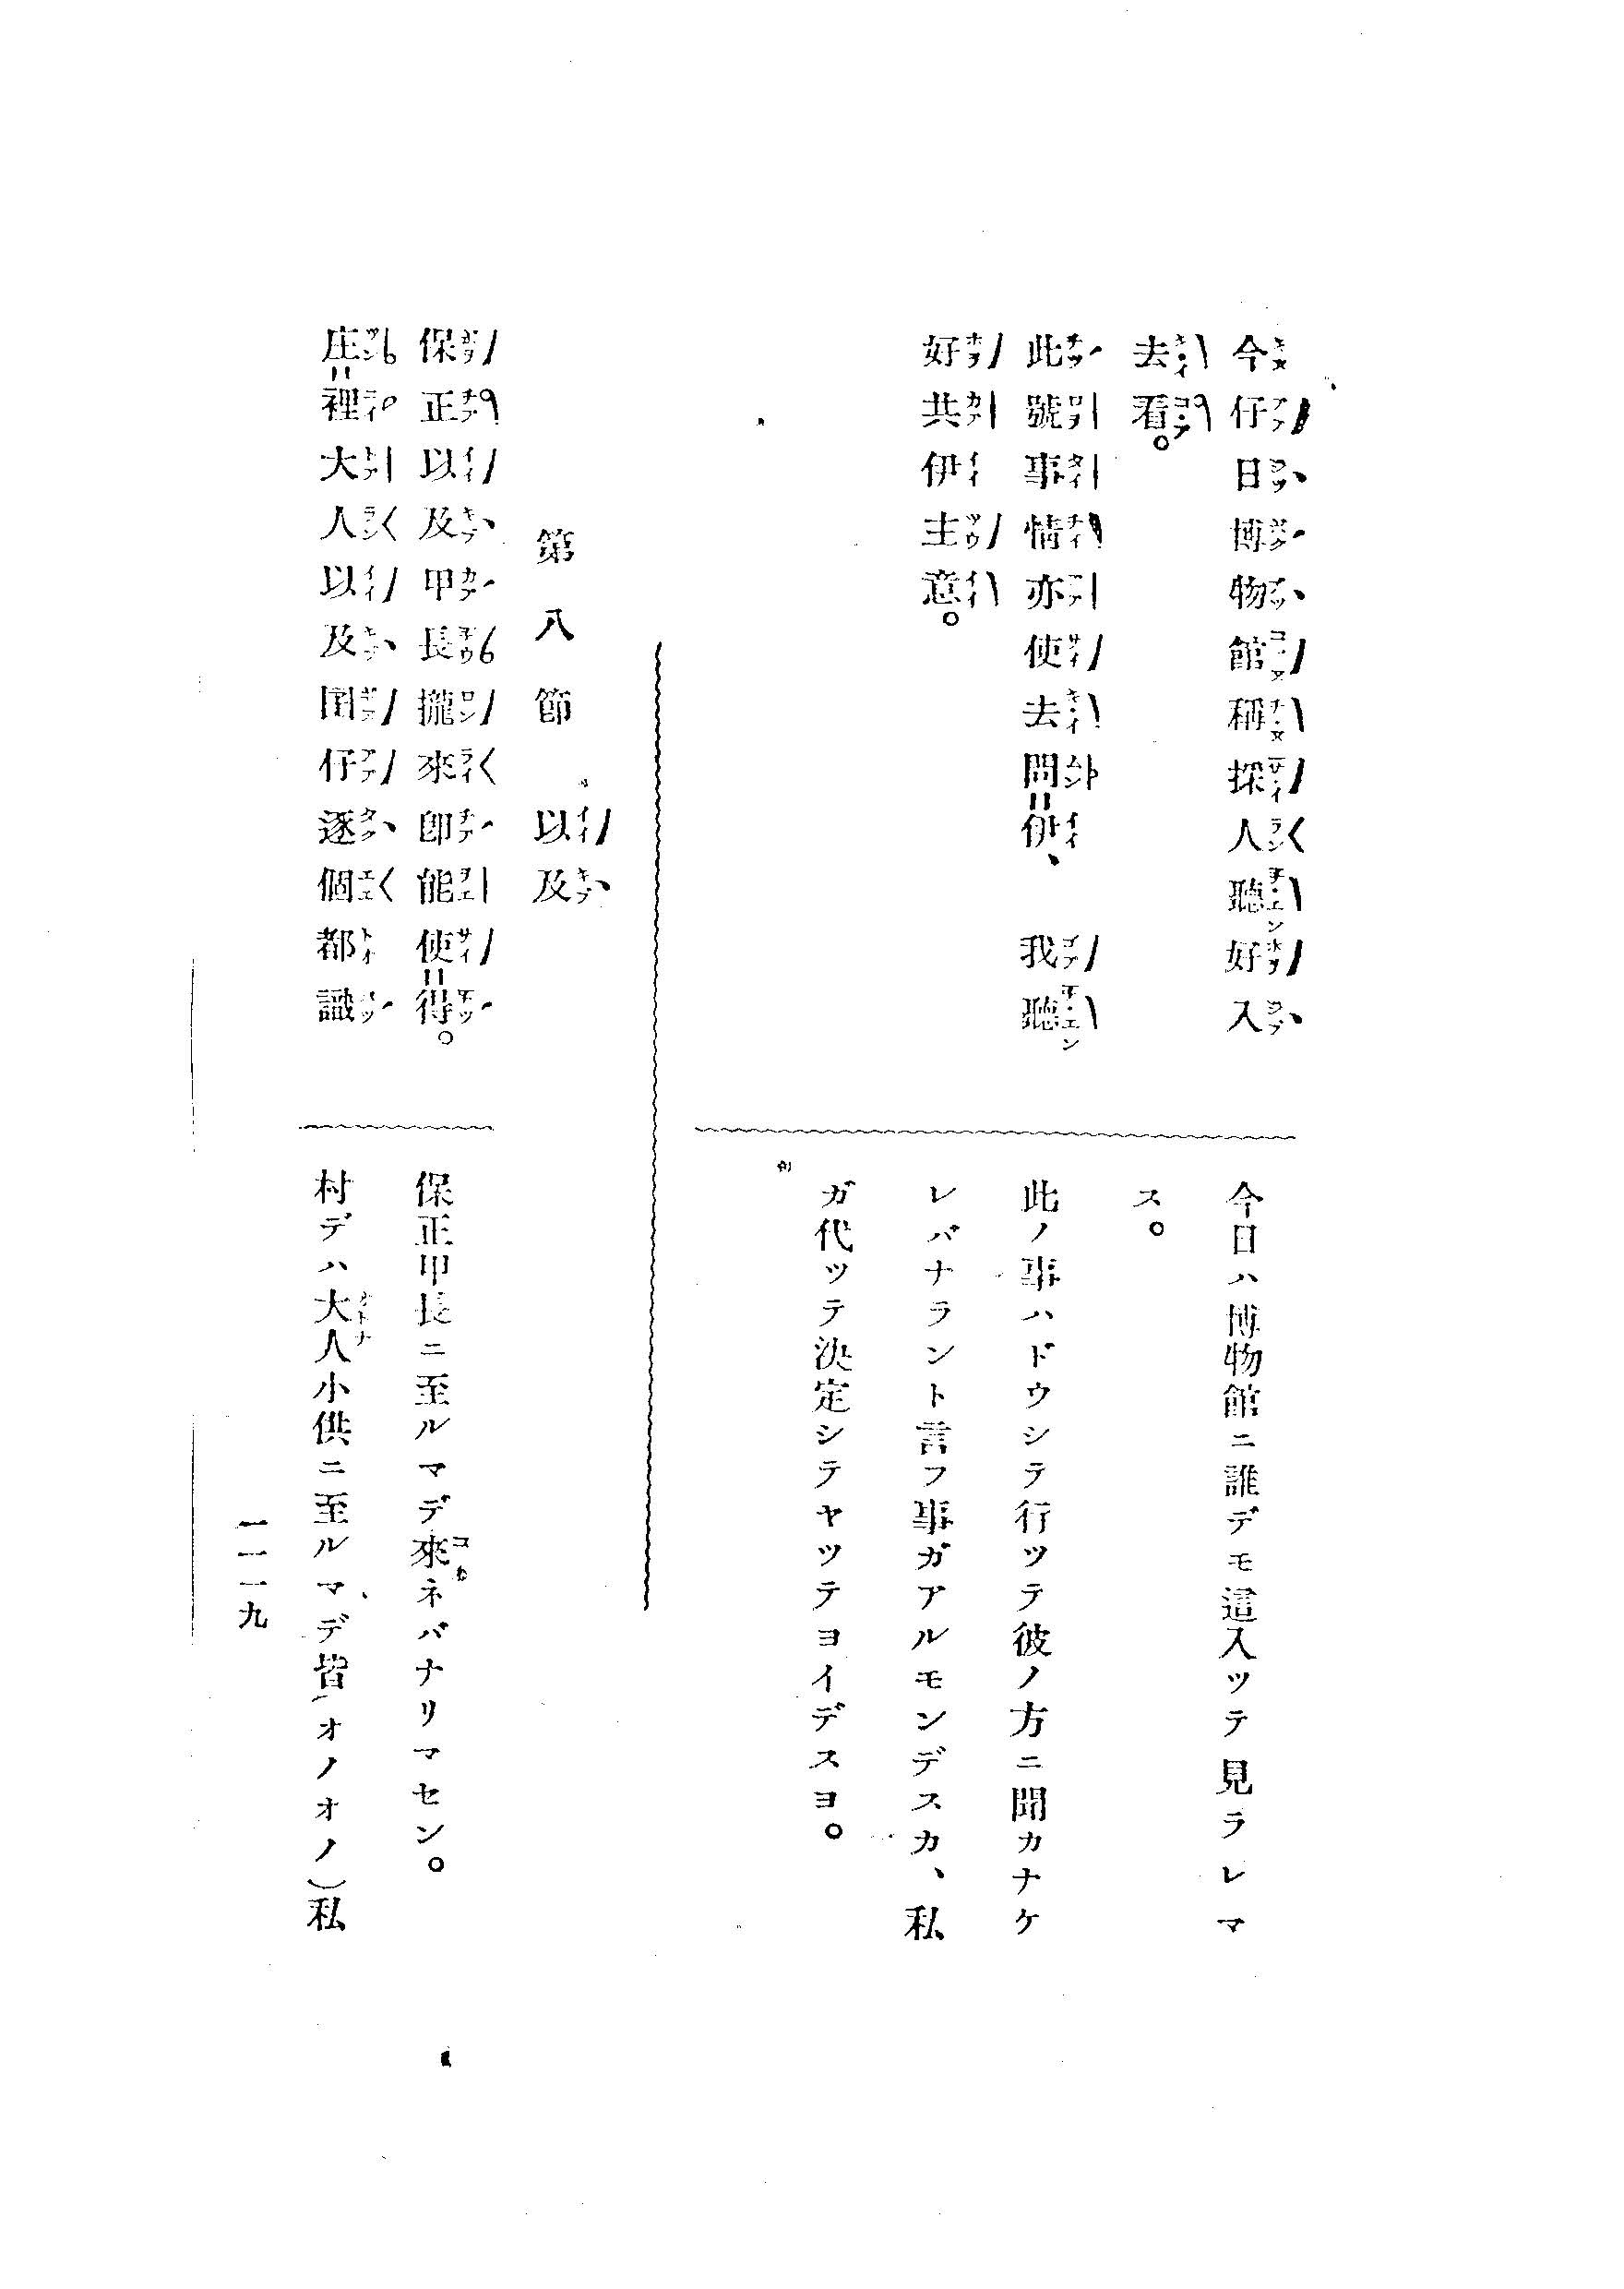 今仔日博物館稱採人聽好入
去看。
此號事情亦使去問＝伊、我聽
好共伊主意。
今日ハ博物館ニ誰デモ這入ツテ見ラレマ
ス。
此ノ事ハドウシテ行ツテ彼ノ方ニ聞カナケ
レバナラント言フ事ガアルモンデスカ、私
ガ代ツテ決定シテヤツテヨイデスヨ。
第八節　以及
保正以及甲長攏來卽能使＝得。
庄＝裡大人以及囝仔逐個都識
保正甲長ニ至ルマデ來ネバナリマセン。
村デハ大人小供ニ至ルマデ皆(オノオノ)私
一一一九